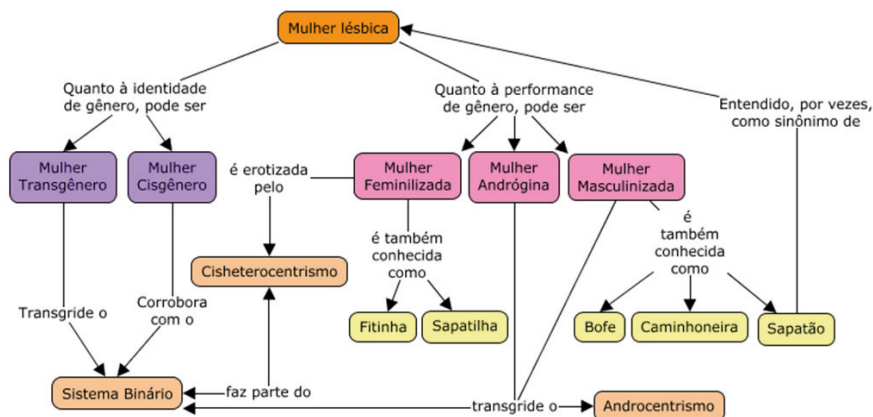 Mulher lésbica
Quanto à identidade
de gênero, pode ser
Quanto à performance
de gênero, pode ser
Entendido, por vezes,
como sinônimo de
Mulher
Transgênero
Mulher
Cisgênero
é erotizada
pelo
Mulher
Feminilizada
Mulher
Andrógina
Mulher
Masculinizada
é também
conhecida
como
é
também
conhecida
como
Cisheterocentrismo
Transgride o
Corrobora
com o
Fitinha
Sapatilha
Bofe
Caminhoneira
Sapatão
Sistema Binário
faz parte do
transgride o
Androcentrismo